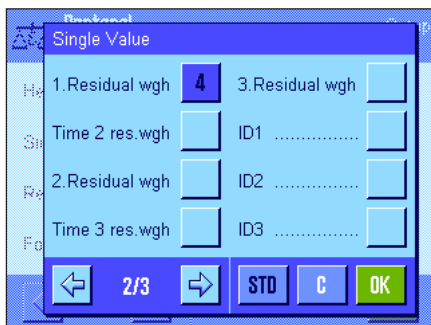 Single Value
1.Residual wgh 4 3.Residual wgh
Time 2 res.wgh ID1 ................
2.Residual wgh ID2 ................
Time 3 res.wgh ID3 ................
2/3 STD C OK